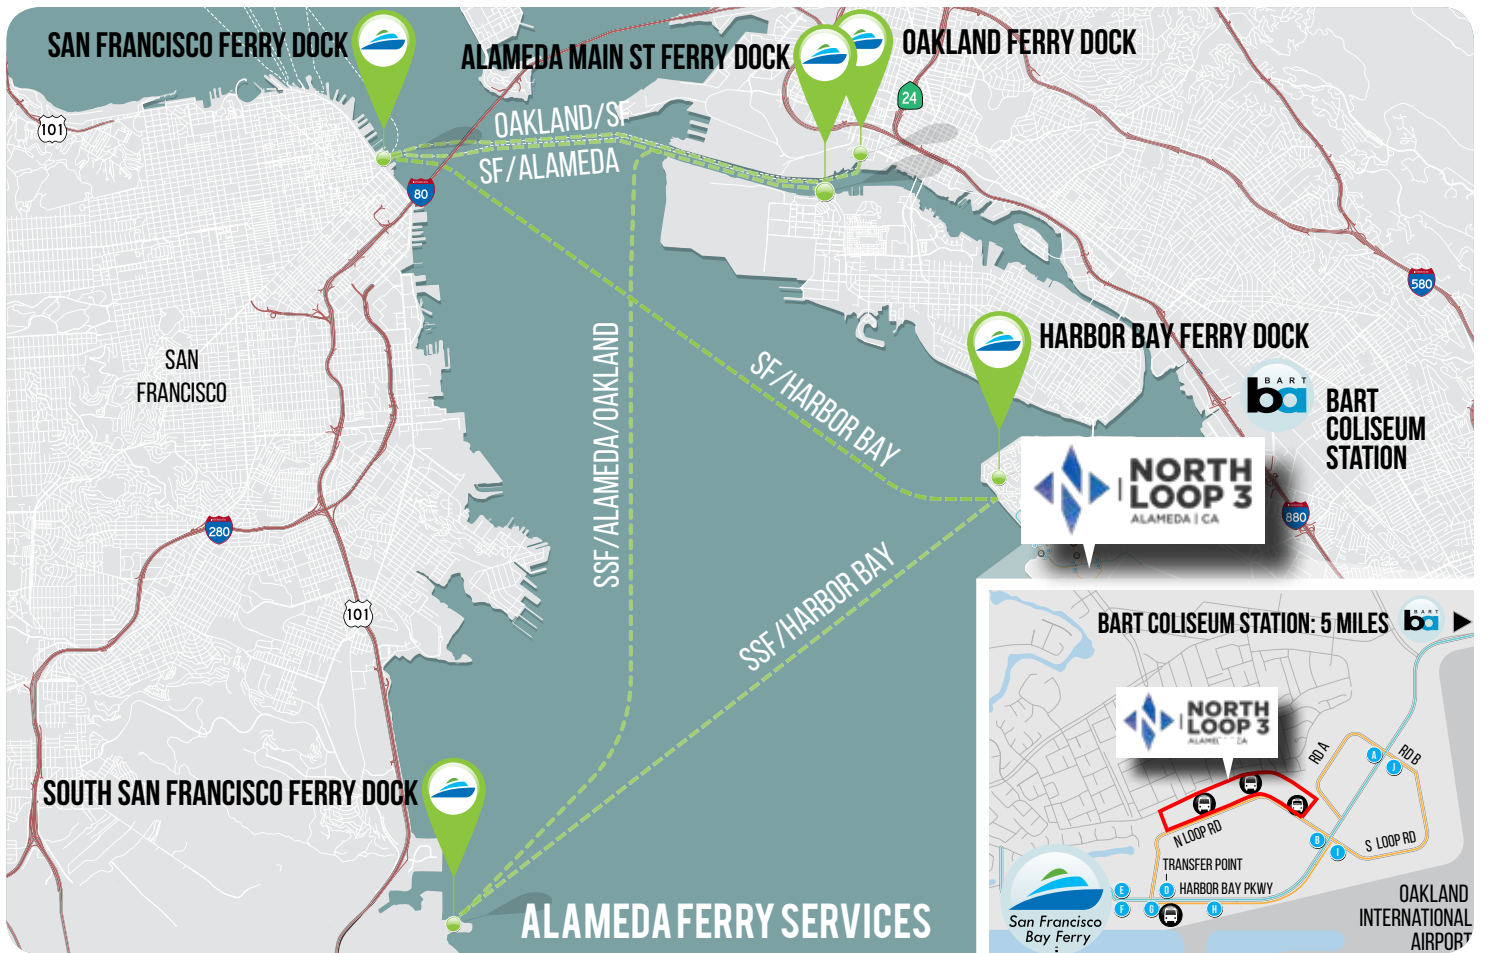 SAN FRANCISCO FERRY DOCK
ALAMEDA MAIN ST FERRY DOCK
OAKLAND FERRY DOCK
24
101
OAKLAND/SF
SF/ALAMEDA
80
580
HARBOR BAY FERRY DOCK
SAN
FRANCISCO
SF/HARBOR BAY
SSF/ALAMEDA/OAKLAND
BART
ba
BART
COLISEUM
STATION
NORTH
LOOP 3
ALAMEDA | CA
880
280
101
SSF/HARBOR BAY
SOUTH SAN FRANCISCO FERRY DOCK
ALAMEDA FERRY SERVICES
BART COLISEUM STATION: 5 MILES
BART
ba
NORTH
LOOP 3
RD A
RD B
A
J
N LOOP RD
B
I
S LOOP RD
TRANSFER POINT
E
D
HARBOR BAY PKWY
F
G
H
San Francisco
Bay Ferry
OAKLAND
INTERNATIONAL
AIRPORT